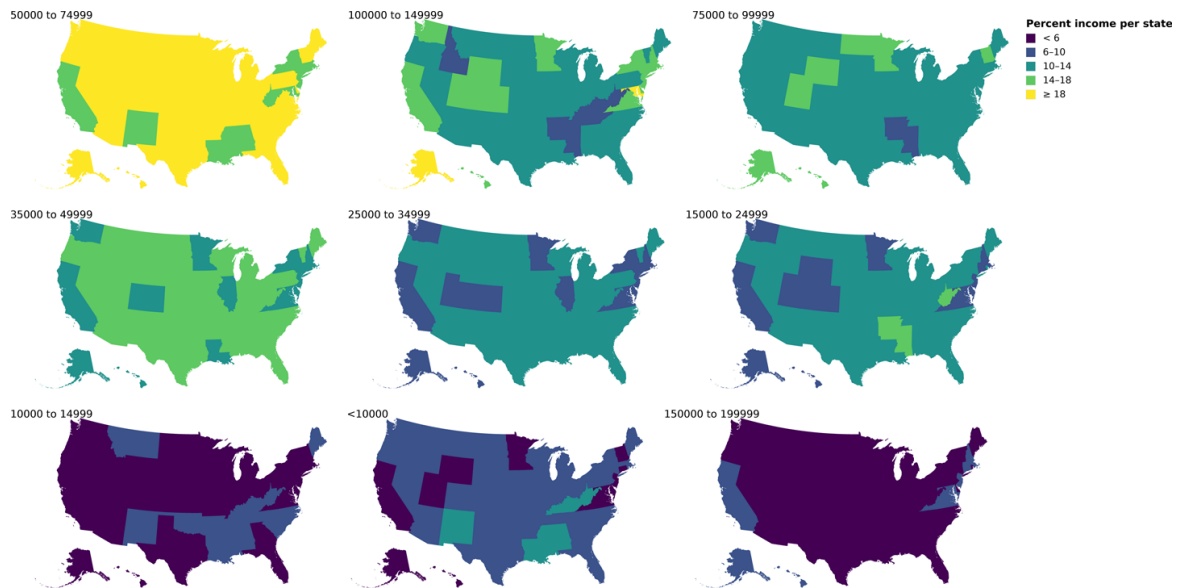 50000 to 74999
100000 to 149999
75000 to 99999
Percent income per state
< 6
6–10
10–14
14–18
≥ 18
35000 to 49999
25000 to 34999
15000 to 24999
10000 to 14999
<10000
150000 to 199999